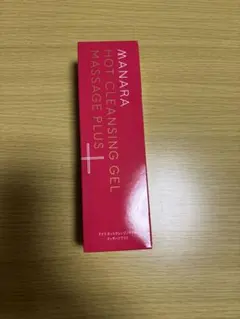 MANARA
HOT CLEANSING GEL
MASSAGE PLUS